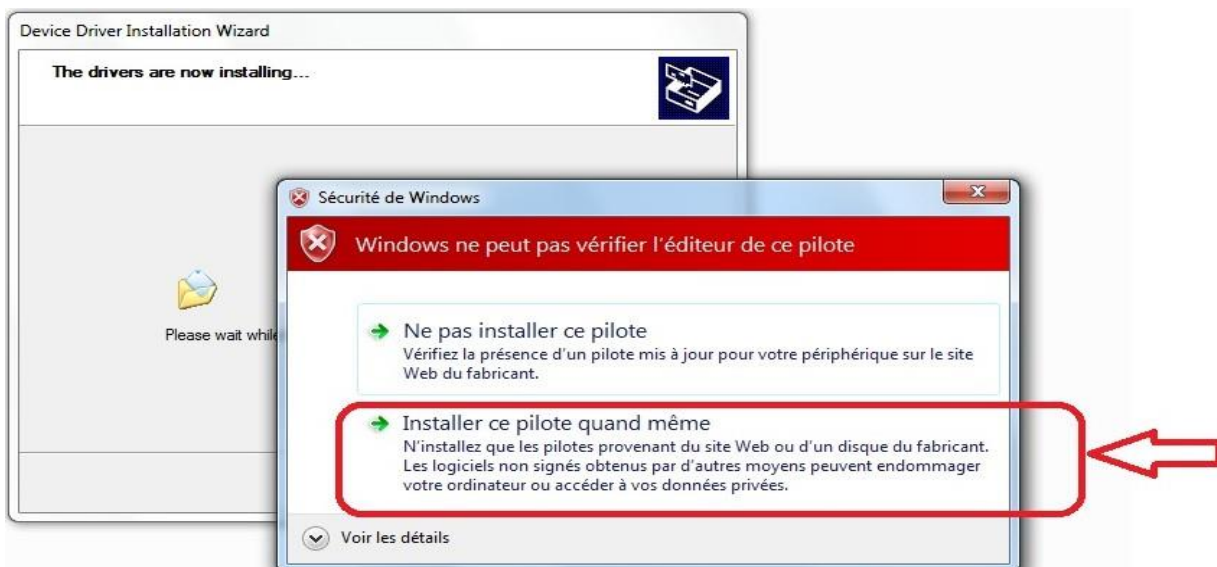 Device Driver Installation Wizard
The drivers are now installing...
Please wait while
Sécurité de Windows
Windows ne peut pas vérifier l'éditeur de ce pilote
Ne pas installer ce pilote
Vérifiez la présence d'un pilote mis à jour pour votre périphérique sur le site
Web du fabricant.
Installer ce pilote quand même
N'installez que les pilotes provenant du site Web ou d'un disque du fabricant.
Les logiciels non signés obtenus par d'autres moyens peuvent endommager
votre ordinateur ou accéder à vos données privées.
Voir les détails